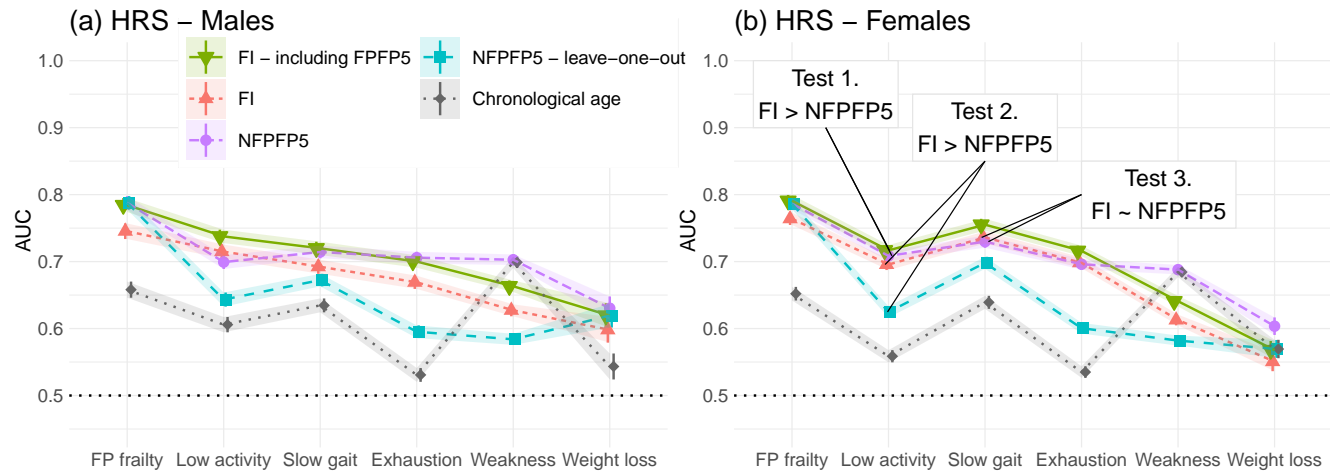 (a) HRS – Males
FI – including FPFP5
FI
NFPFP5
NFPFP5 – leave–one–out
Chronological age
AUC
1.0
0.9
0.8
0.7
0.6
0.5
FP frailty Low activity Slow gait Exhaustion Weakness Weight loss
(b) HRS – Females
Test 1.
FI > NFPFP5
Test 2.
FI > NFPFP5
Test 3.
FI ~ NFPFP5
AUC
1.0
0.9
0.8
0.7
0.6
0.5
FP frailty Low activity Slow gait Exhaustion Weakness Weight loss